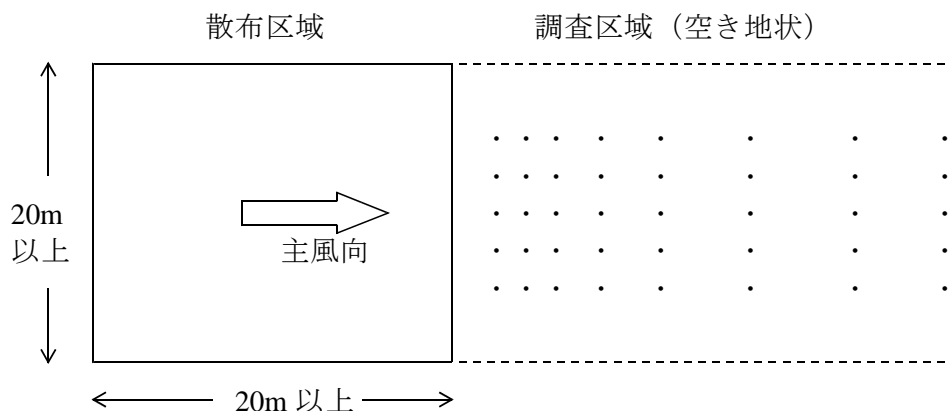 散布区域
調査区域（空き地状）
20m
以上
主風向
20m 以上